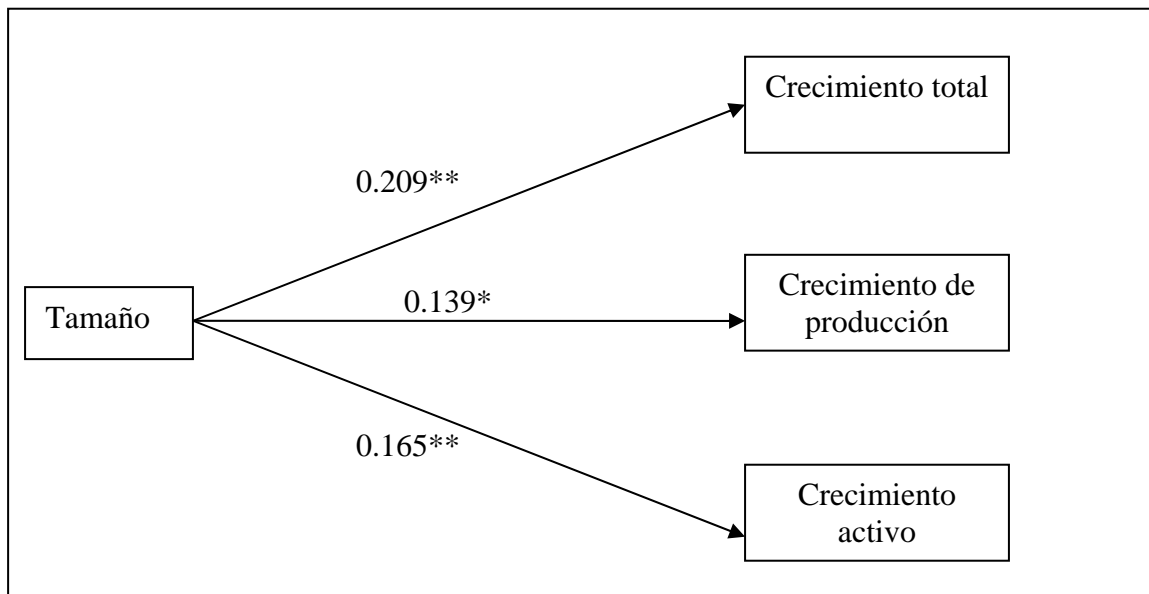 Crecimiento total
0.209**
Tamaño
0.139*
Crecimiento de
producción
0.165**
Crecimiento
activo